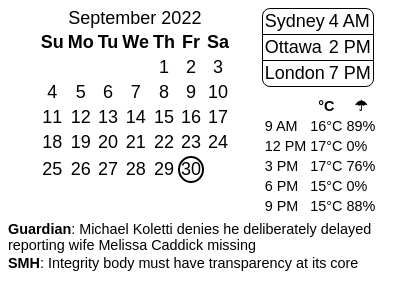 September 2022
Su Mo Tu We Th Fr Sa
1 2 3
4 5 6 7 8 9 10
11 12 13 14 15 16 17
18 19 20 21 22 23 24
25 26 27 28 29 30
Sydney 4 AM
Ottawa 2 PM
London 7 PM
°C ☂
9 AM 16°C 89%
12 PM 17°C 0%
3 PM 17°C 76%
6 PM 15°C 0%
9 PM 15°C 88%
Guardian: Michael Koletti denies he deliberately delayed
reporting wife Melissa Caddick missing
SMH: Integrity body must have transparency at its core